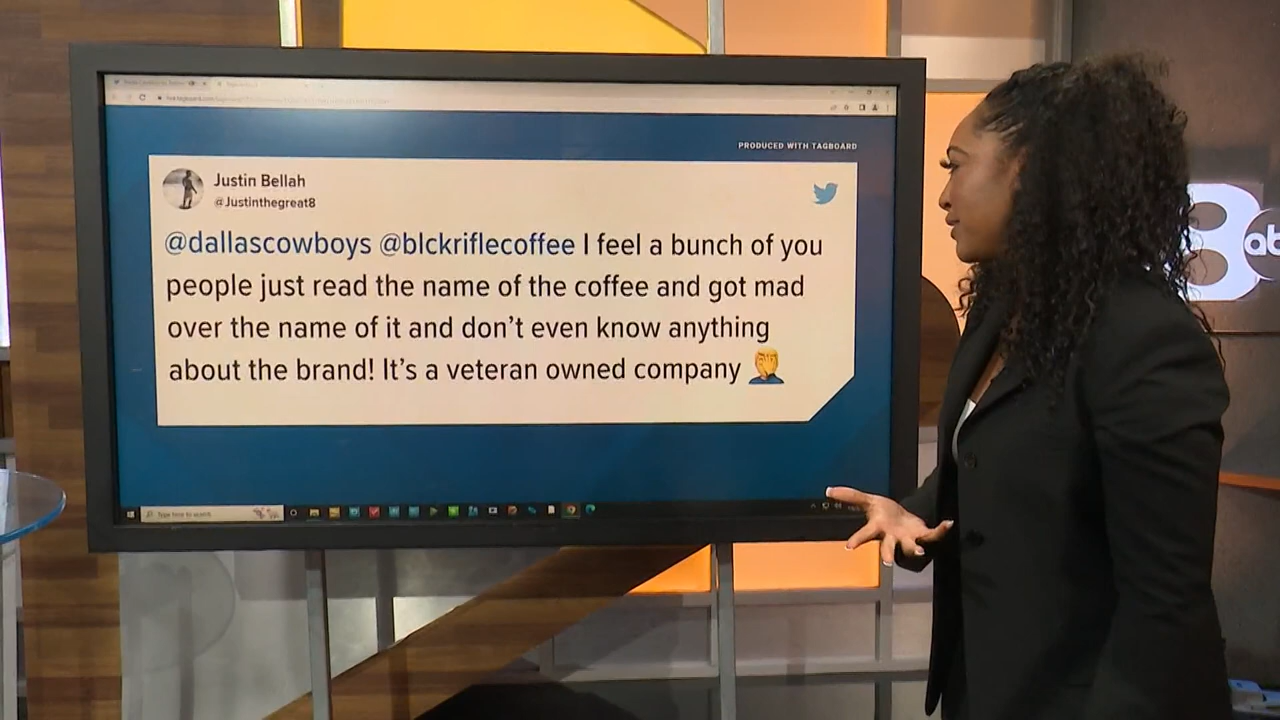 PRODUCED WITH TAGBOARD
Justin Bellah
@Justinthegreat8
@dallascowboys @blckriflecoffee I feel a bunch of you
people just read the name of the coffee and got mad
over the name of it and don't even know anything
about the brand! It's a veteran owned company 🤦
Type here to search
8
abc